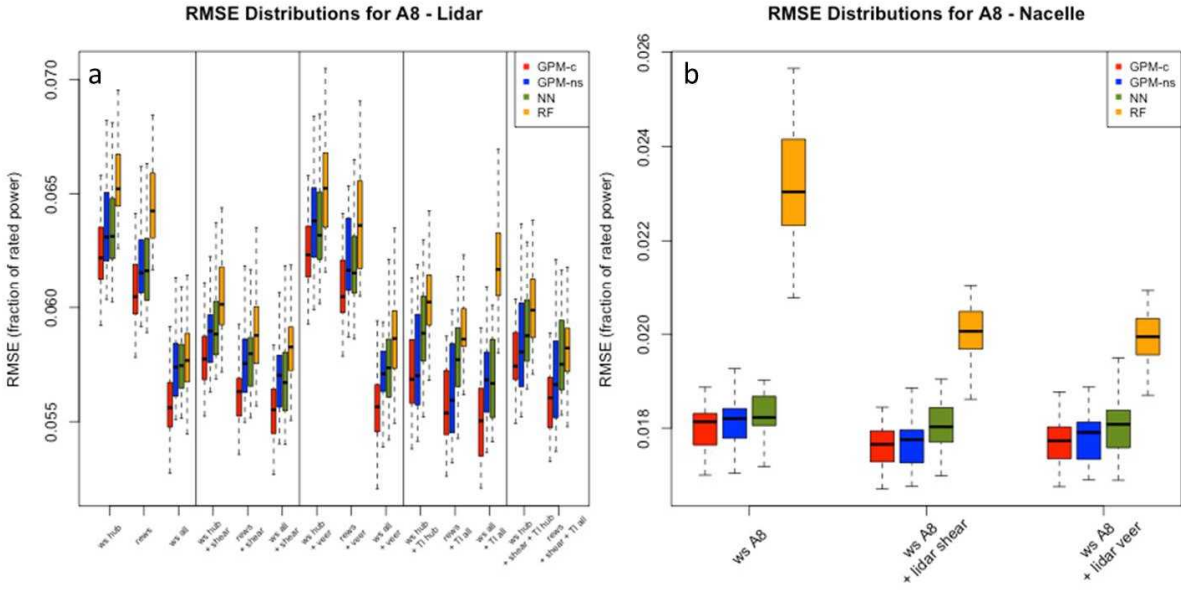 RMSE Distributions for A8 - Lidar
a
GPM-c
GPM-ns
NN
RF
RMSE (fraction of rated power)
0.070
0.065
0.060
0.055
ws hub
rews
ws all
ws hub
+ shear
rews
+ shear
ws all
+ shear
ws hub
+ veer
rews
+ veer
ws all
+ veer
ws hub
+ TI hub
rews
+ TI all
ws all
+ TI all
ws hub
+ shear + TI hub
rews
+ shear + TI all
RMSE Distributions for A8 - Nacelle
b
GPM-c
GPM-ns
NN
RF
RMSE (fraction of rated power)
0.026
0.024
0.022
0.020
0.018
ws A8
ws A8
+ lidar shear
ws A8
+ lidar veer